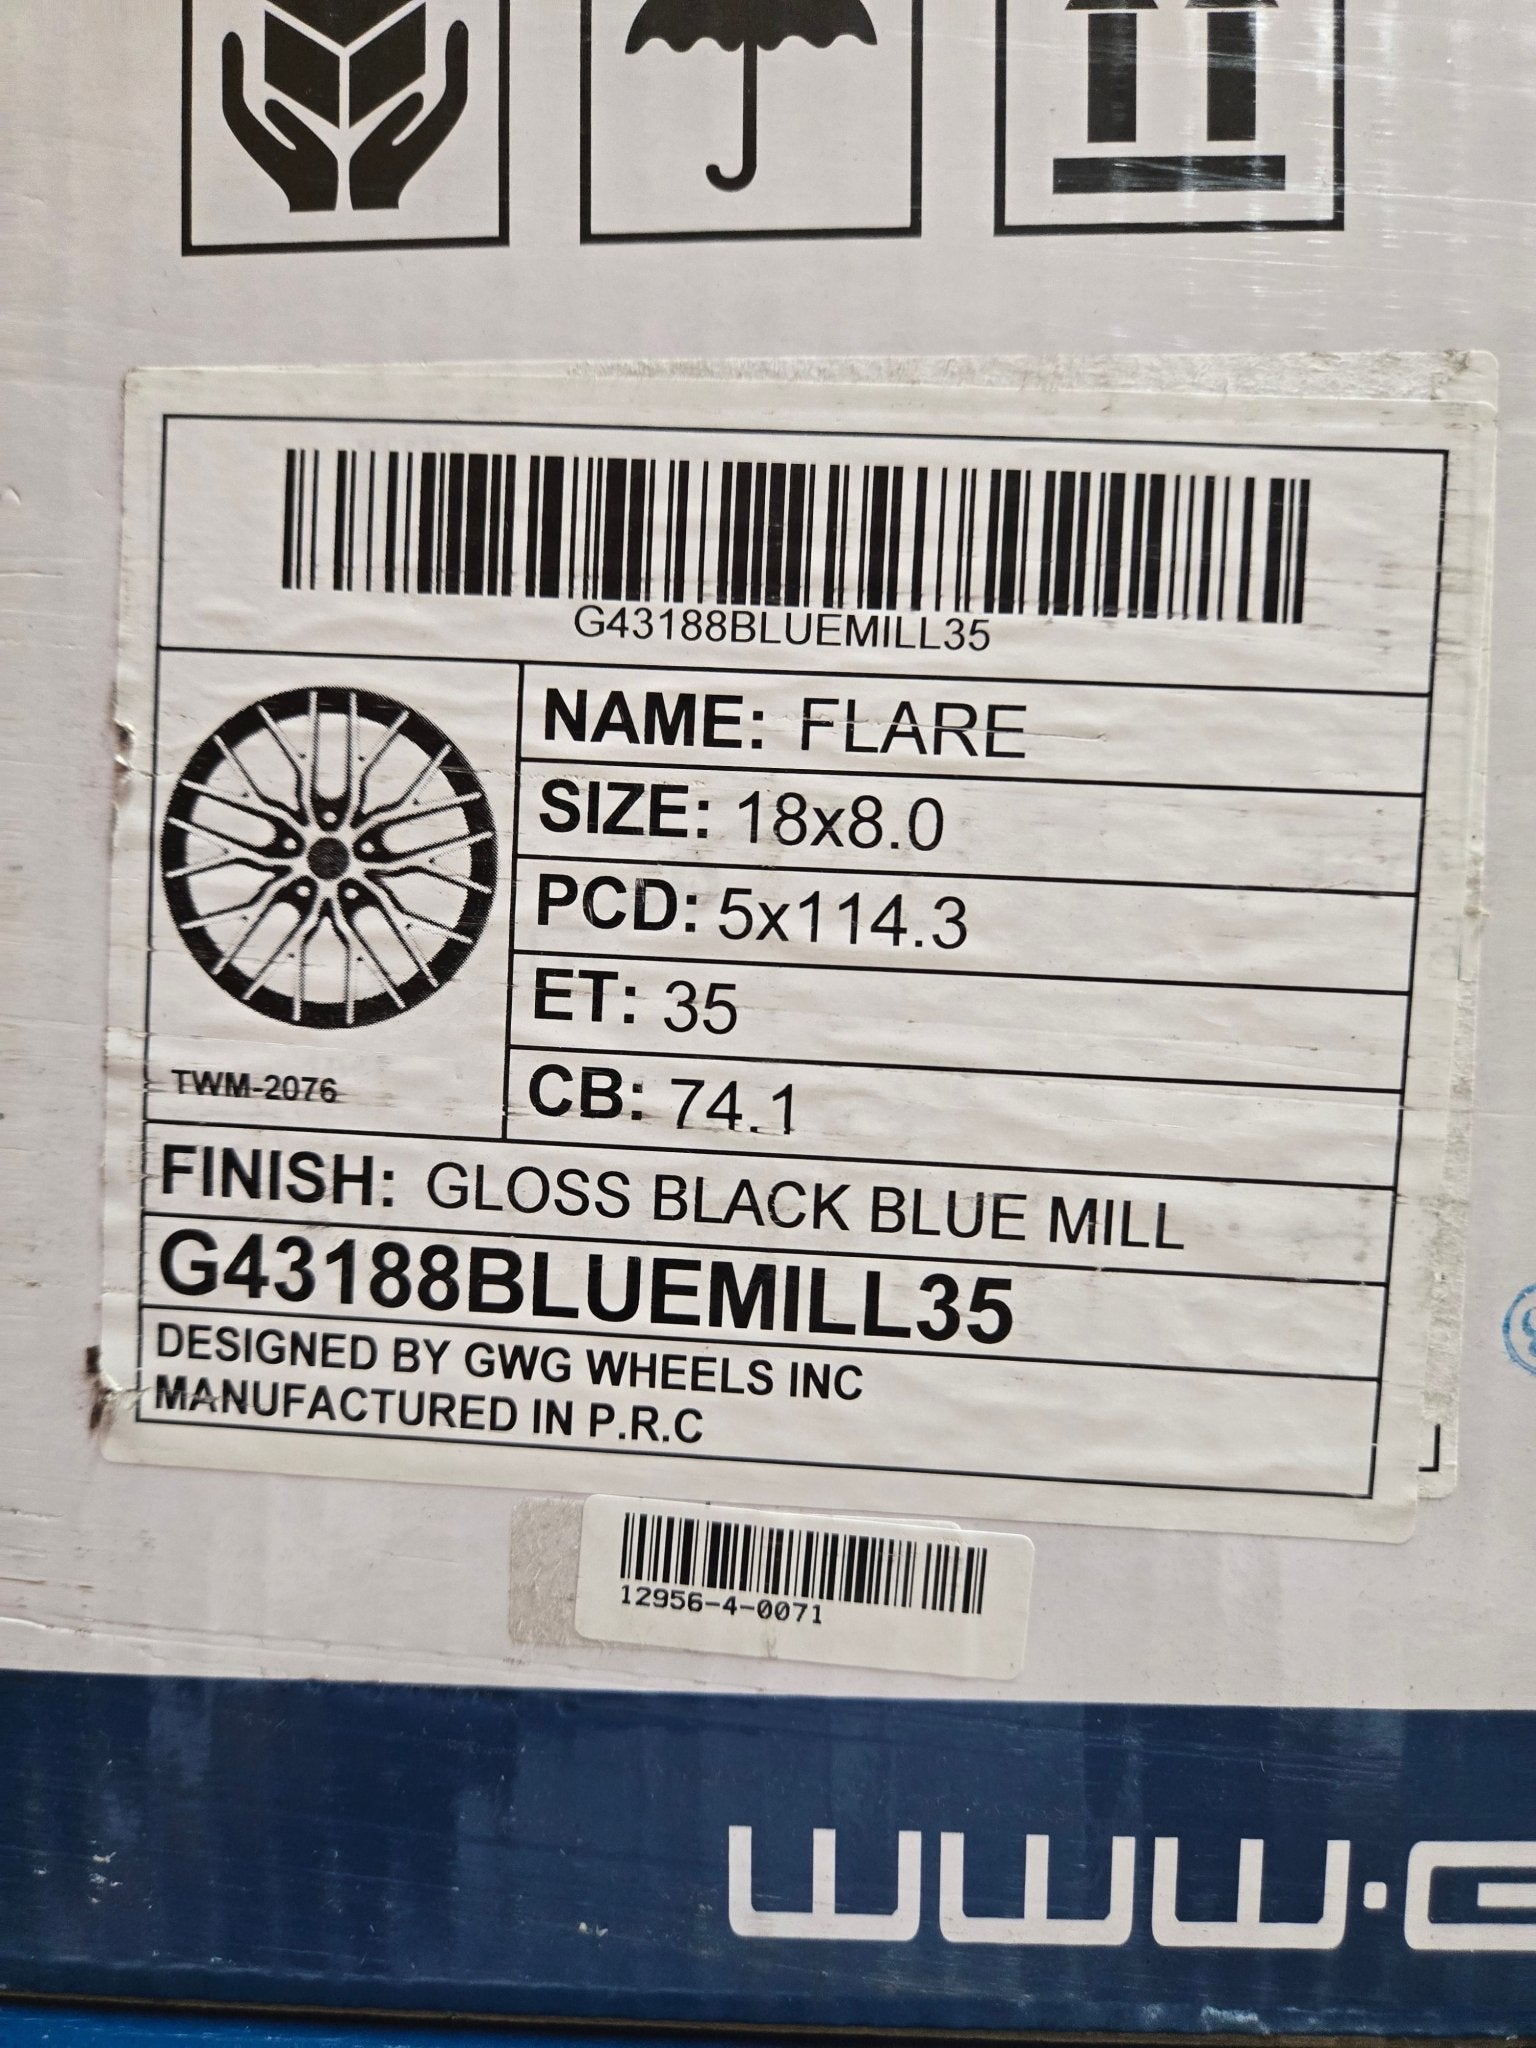 G43188BLUEMILL35
NAME: FLARE
SIZE: 18x8.0
PCD: 5x114.3
ET: 35
CB: 74.1
TWM-2076
FINISH: GLOSS BLACK BLUE MILL
G43188BLUEMILL35
DESIGNED BY GWG WHEELS INC
MANUFACTURED IN P.R.C
12956-4-0071
www.G